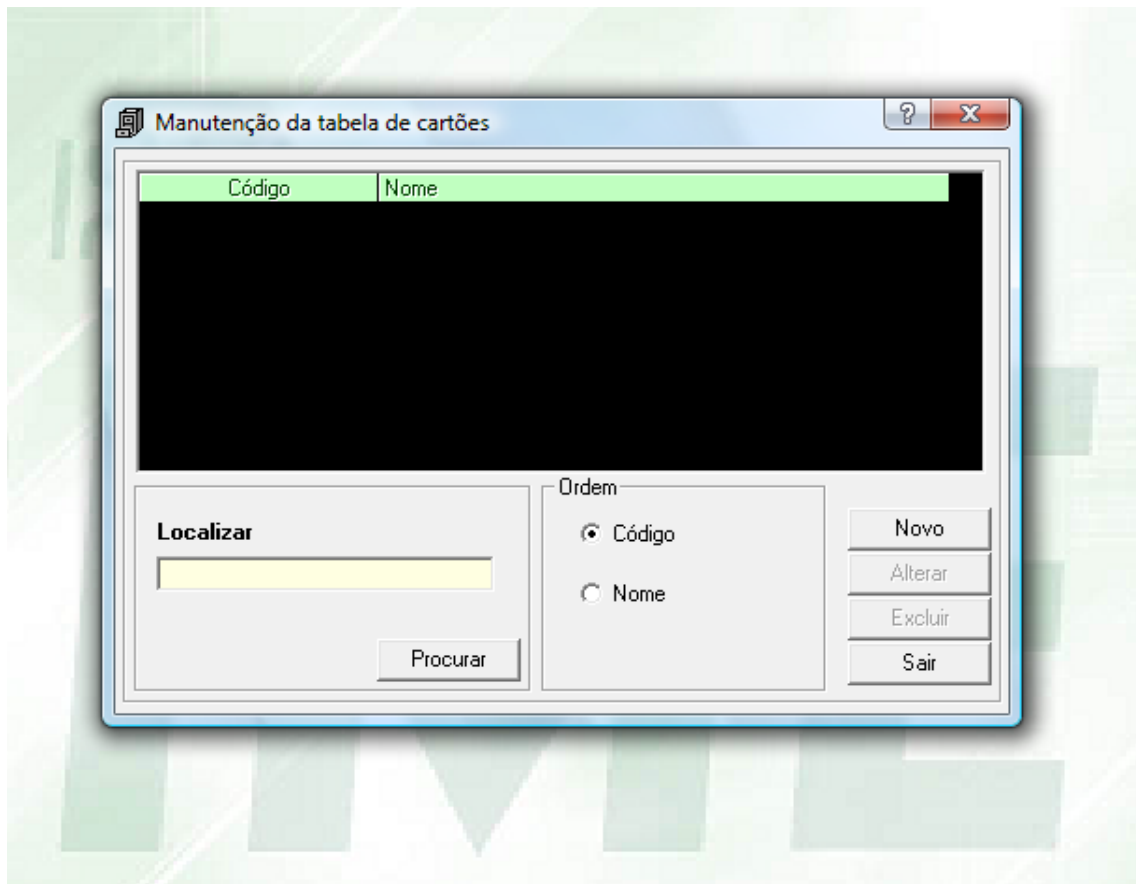 Manutenção da tabela de cartões
Código Nome
Localizar
Procurar
Ordem
Código
Nome
Novo
Alterar
Excluir
Sair